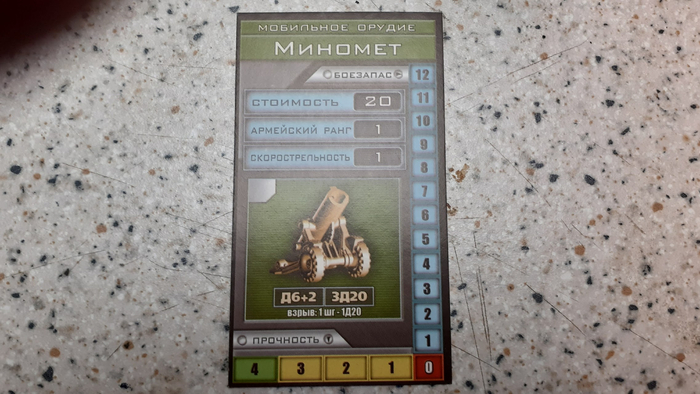 МОБИЛЬНОЕ ОРУДИЕ
МИНОМЕТ
БОЕЗАПАС
12
11
10
9
8
7
6
5
4
3
2
1
СТОИМОСТЬ 20
АРМЕЙСКИЙ РАНГ 1
СКОРОСТРЕЛЬНОСТЬ 1
Д6+2 3Д20
взрыв: 1 шг - 1Д20
ПРОЧНОСТЬ
4 3 2 1 0